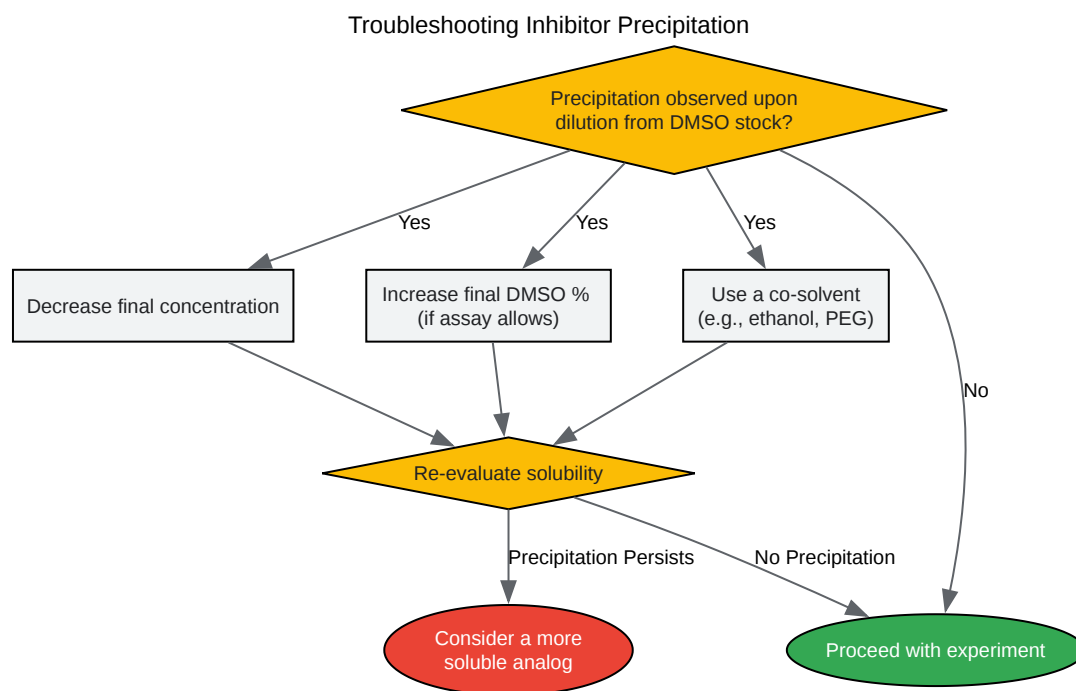 Troubleshooting Inhibitor Precipitation
Precipitation observed upon
dilution from DMSO stock?
Yes
Yes
Yes
Decrease final concentration
Increase final DMSO %
(if assay allows)
Use a co-solvent
(e.g., ethanol, PEG)
No
Re-evaluate solubility
Precipitation Persists
No Precipitation
Consider a more
soluble analog
Proceed with experiment